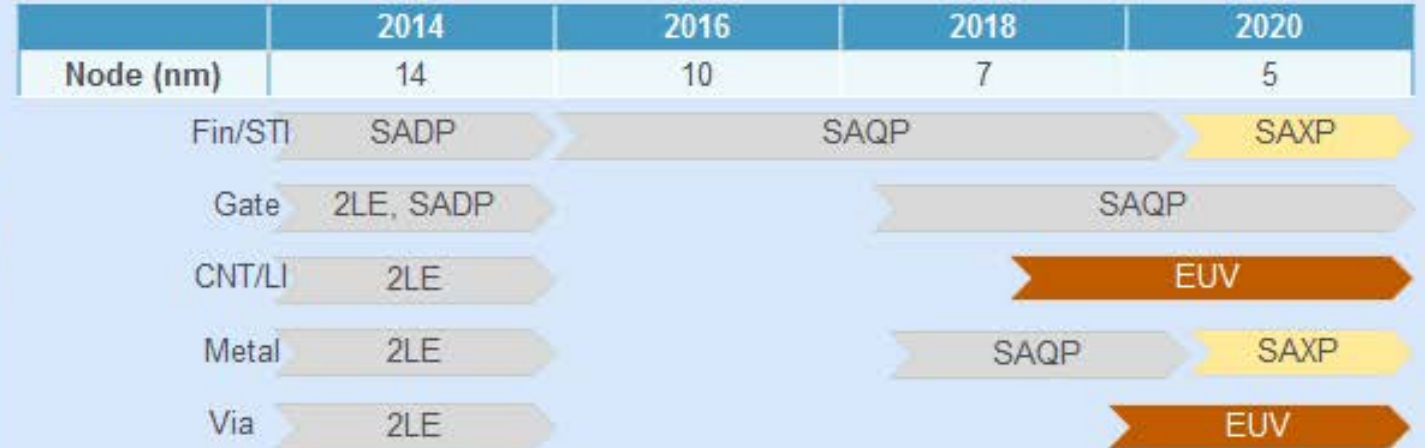 2014 2016 2018 2020
Node (nm) 14 10 7 5
Fin/STI SADP SAQP SAXP
Gate 2LE, SADP SAQP
CNT/LI 2LE EUV
Metal 2LE SAQP SAXP
Via 2LE EUV